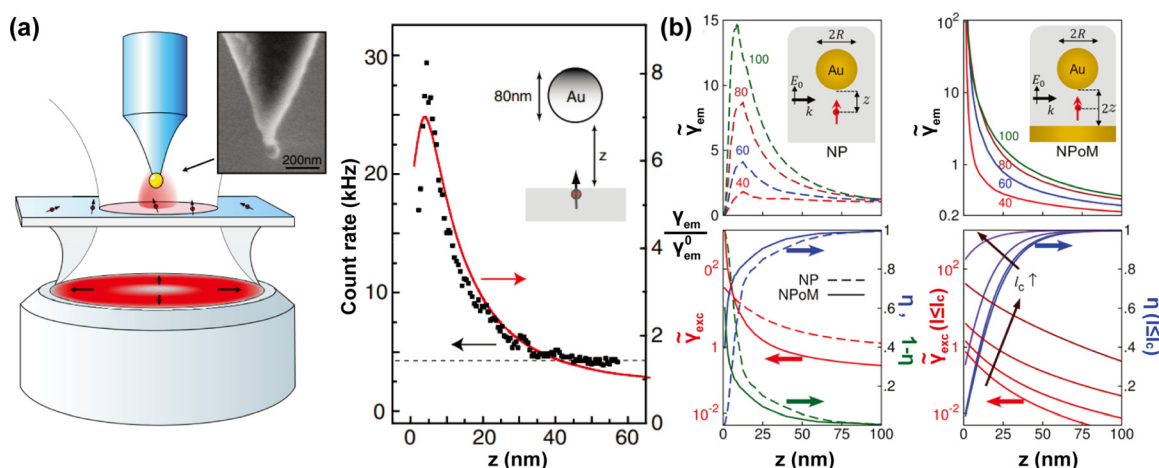 (a)
200nm
Count rate (kHz)
30
25
20
15
10
5
0
80nm
Au
z
8
6
4
2
0
γem
γ⁰em
0
20
40
60
z (nm)
(b)
15
10
5
0
γ̃em
100
80
60
40
2R
Au
E₀
k
z
NP
10²
10
1
0.2
γ̃em
100
80
60
40
2R
Au
E₀
k
2z
NPoM
0²
1
10⁻²
γ̃exc
NP
NPoM
1
.8
.6
.4
.2
η,
1-η
0
25
50
75
100
z (nm)
10²
1
10⁻²
γ̃exc (l≤lc)
lc ↑
1
.8
.6
.4
.2
η (l≤lc)
0
25
50
75
100
z (nm)